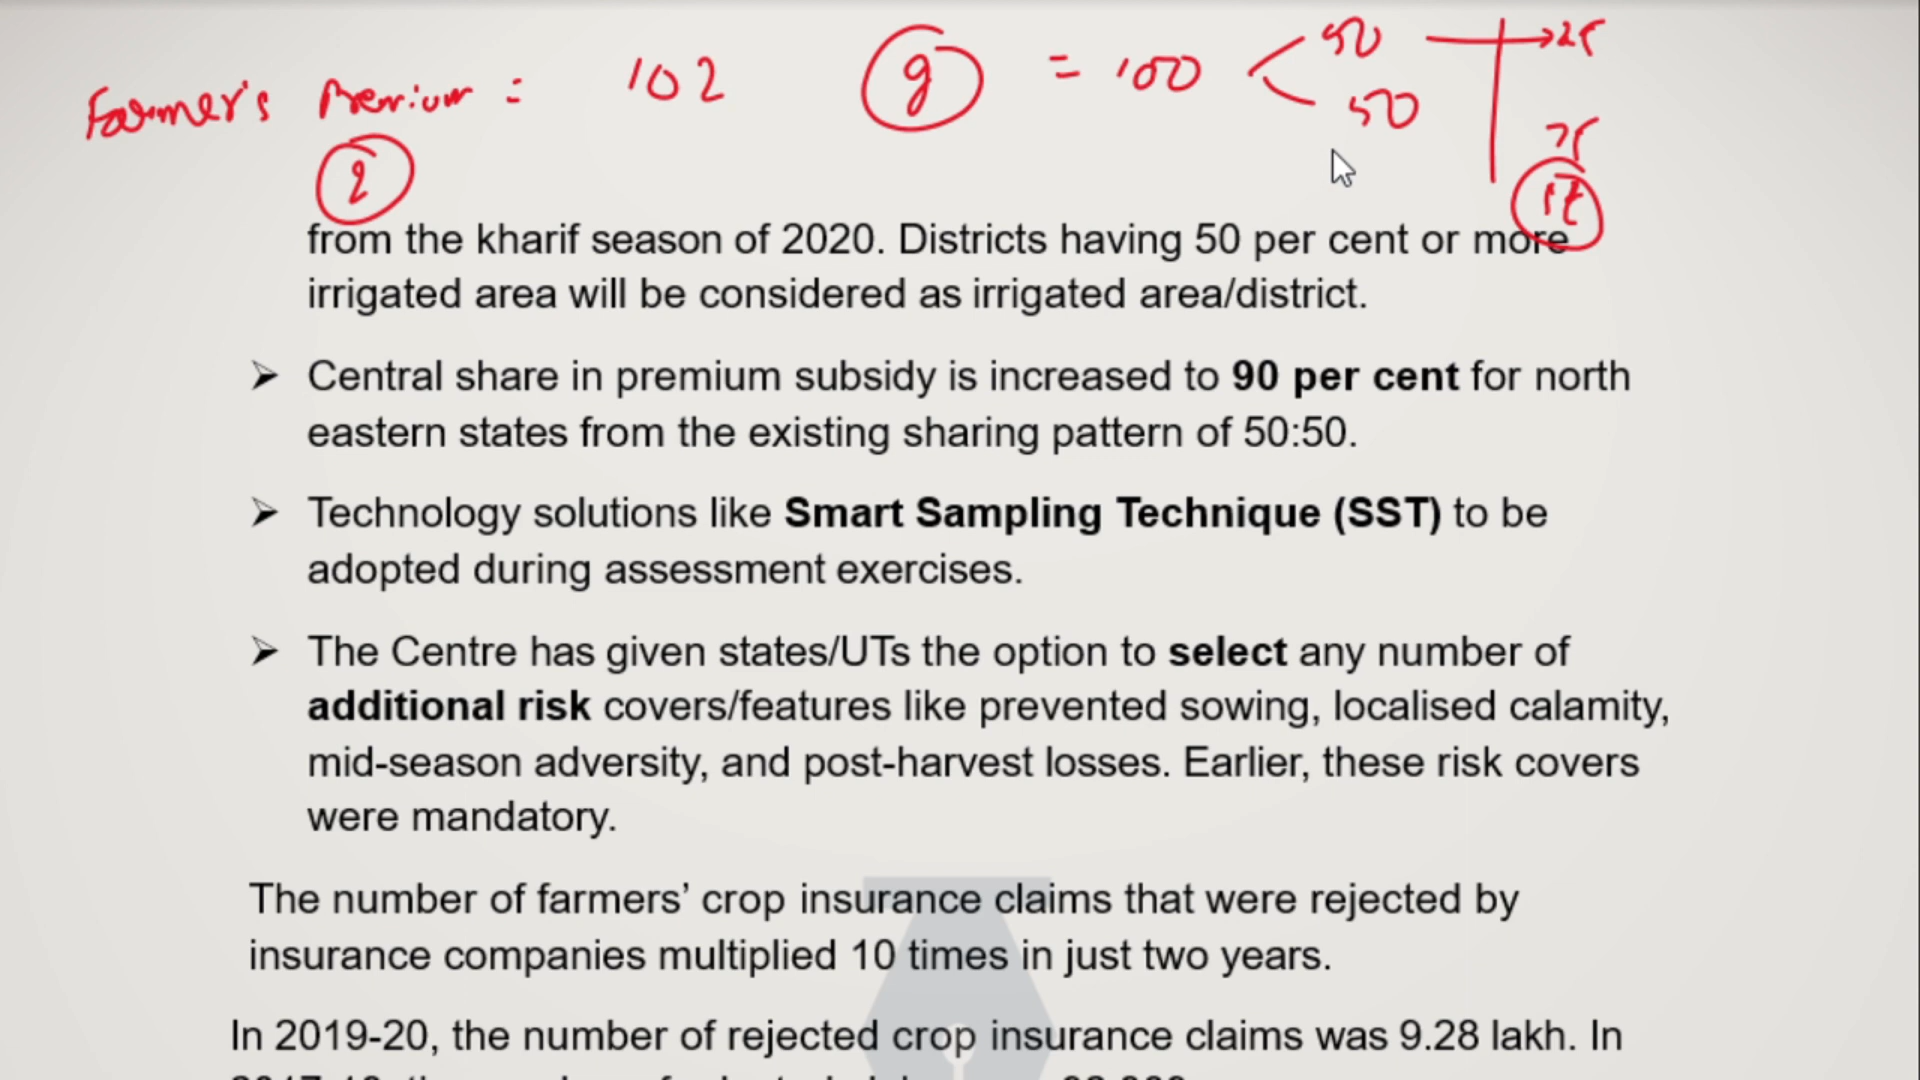 Farmer's Premium = 102 g = 100 50 → 25
50 75
2
from the kharif season of 2020. Districts having 50 per cent or more
irrigated area will be considered as irrigated area/district.
➢ Central share in premium subsidy is increased to 90 per cent for north
eastern states from the existing sharing pattern of 50:50.
➢ Technology solutions like Smart Sampling Technique (SST) to be
adopted during assessment exercises.
➢ The Centre has given states/UTs the option to select any number of
additional risk covers/features like prevented sowing, localised calamity,
mid-season adversity, and post-harvest losses. Earlier, these risk covers
were mandatory.
The number of farmers’ crop insurance claims that were rejected by
insurance companies multiplied 10 times in just two years.
In 2019-20, the number of rejected crop insurance claims was 9.28 lakh. In